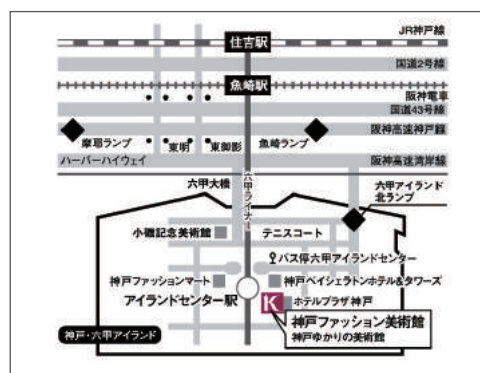 JR神戸線
住吉駅
国道2号線
魚崎駅
阪神電車
国道43号線
阪神高速神戸線
摩耶ランプ
東明
東御影
魚崎ランプ
ハーバーハイウェイ
阪神高速湾岸線
六甲ライナー
六甲大橋
六甲アイランド
北ランプ
小磯記念美術館
テニスコート
バス停六甲アイランドセンター
神戸ファッションマート
神戸ベイシェラトンホテル&タワーズ
アイランドセンター駅
K
ホテルプラザ神戸
神戸ファッション美術館
神戸ゆかりの美術館
神戸・六甲アイランド